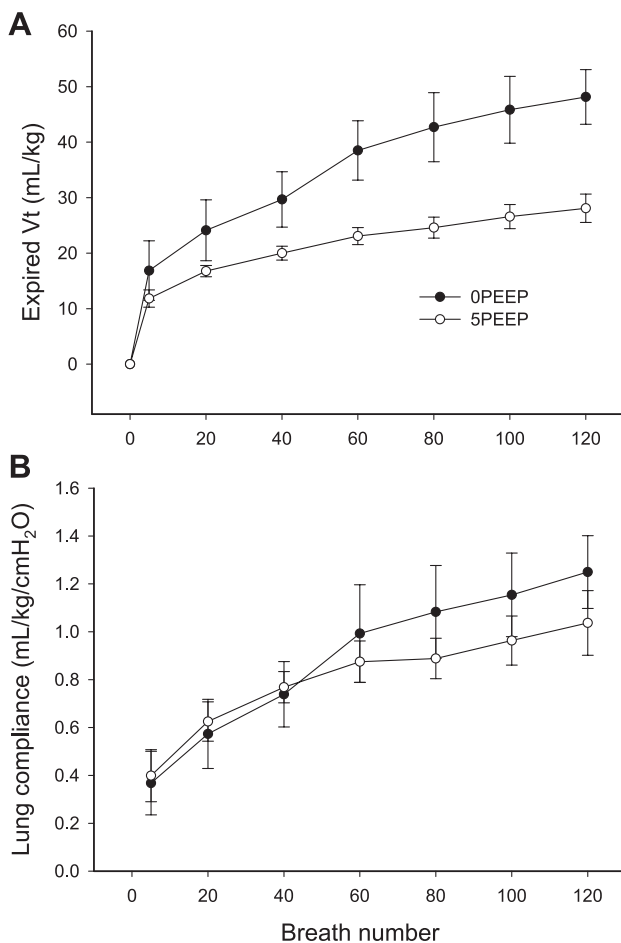 A
60
50
40
30
20
10
0
Expired Vt (mL/kg)
0PEEP
5PEEP
0 20 40 60 80 100 120
B
1.6
1.4
1.2
1.0
0.8
0.6
0.4
0.2
0.0
Lung compliance (mL/kg/cmH₂O)
0 20 40 60 80 100 120
Breath number